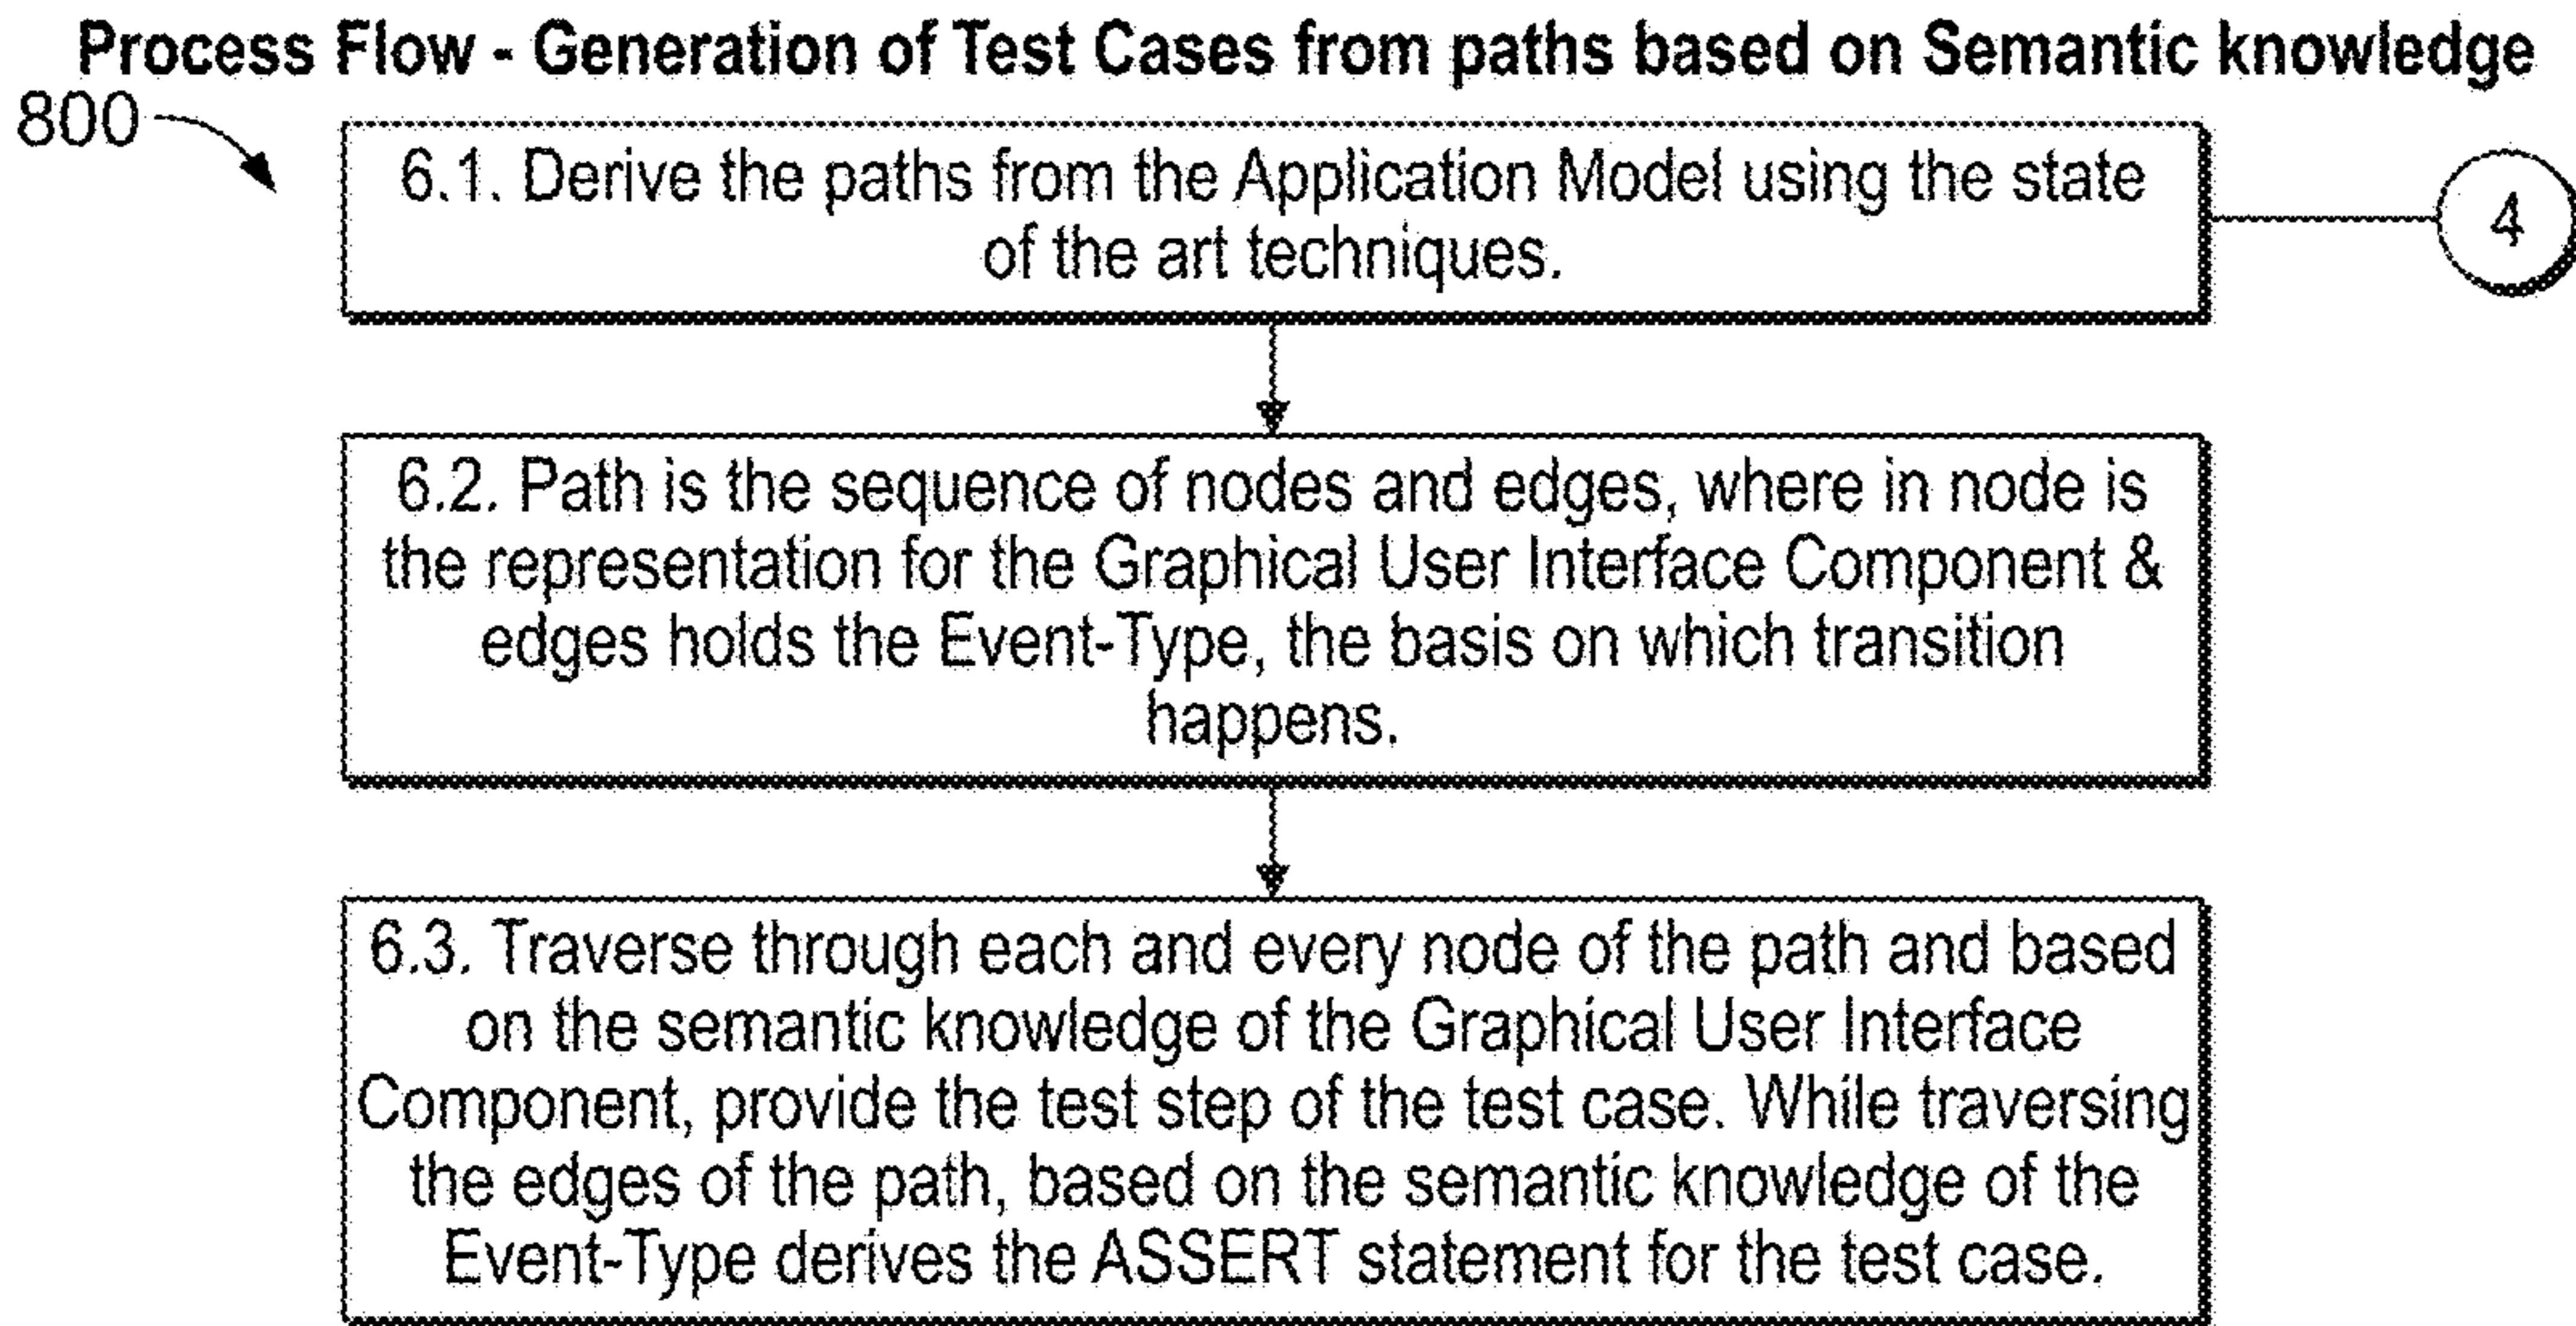 Process Flow - Generation of Test Cases from paths based on Semantic knowledge
800
6.1. Derive the paths from the Application Model using the state
of the art techniques.
4
6.2. Path is the sequence of nodes and edges, where in node is
the representation for the Graphical User Interface Component &
edges holds the Event-Type, the basis on which transition
happens.
6.3. Traverse through each and every node of the path and based
on the semantic knowledge of the Graphical User Interface
Component, provide the test step of the test case. While traversing
the edges of the path, based on the semantic knowledge of the
Event-Type derives the ASSERT statement for the test case.